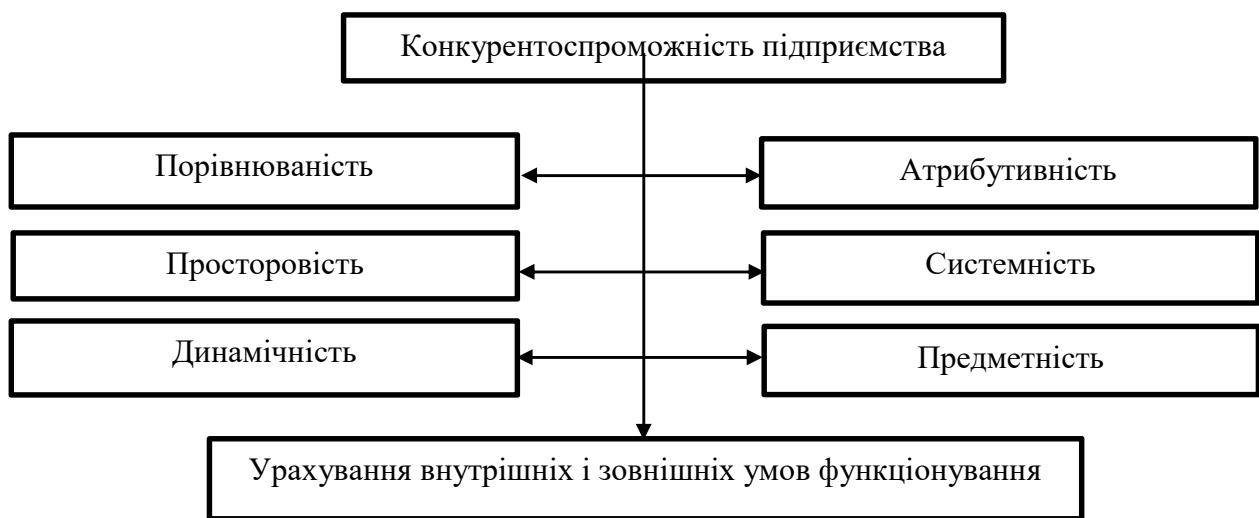 Конкурентоспроможність підприємства
Порівнюваність
Атрибутивність
Просторовість
Системність
Динамічність
Предметність
Урахування внутрішніх і зовнішніх умов функціонування